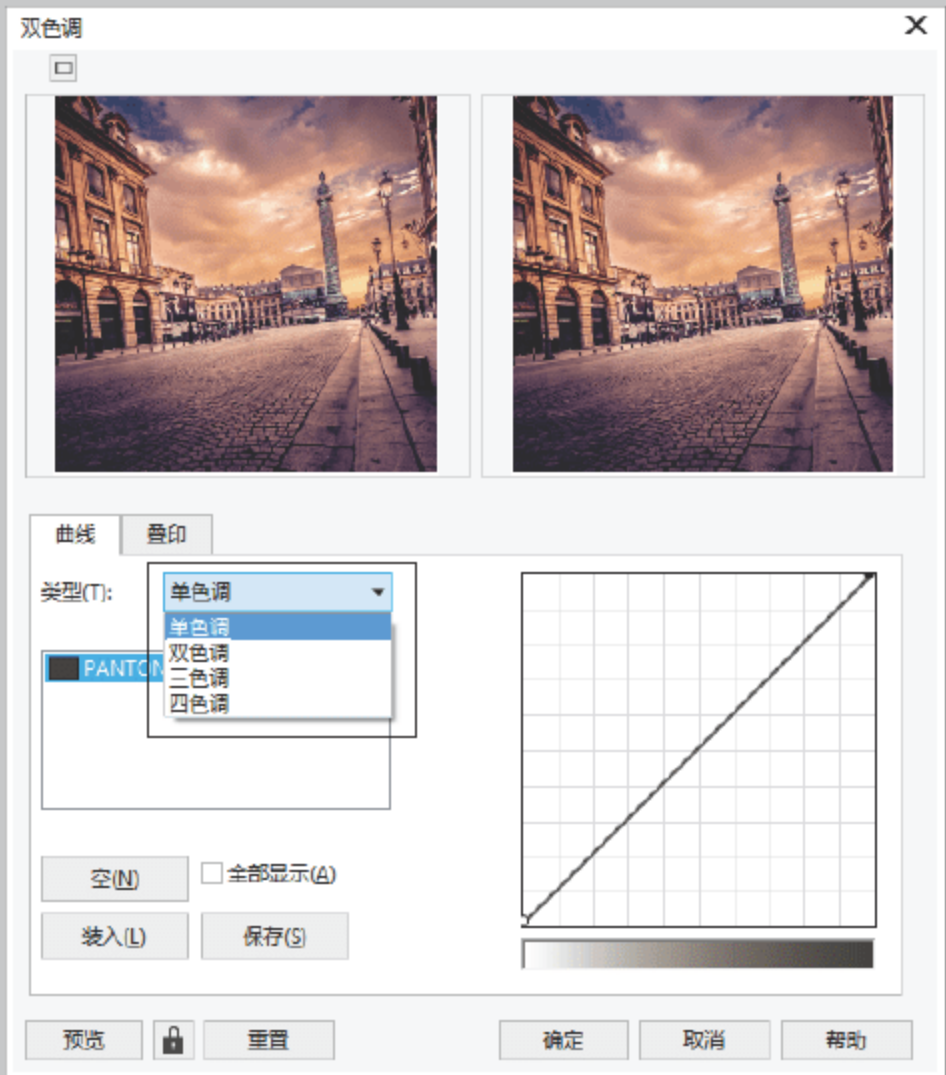 双色调
曲线 叠印
类型(T): 单色调
单色调
双色调
三色调
四色调
PANTON
空(N) 全部显示(A)
装入(L) 保存(S)
预览 重置 确定 取消 帮助